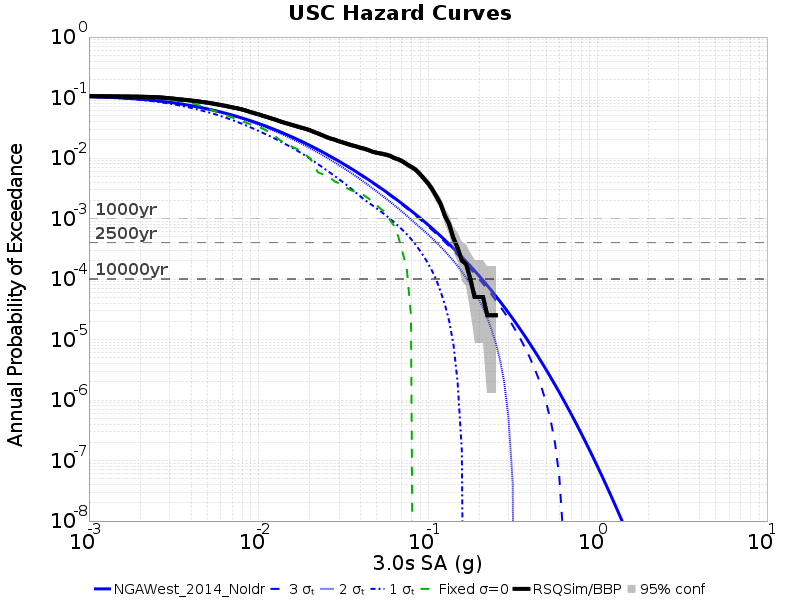 USC Hazard Curves
Annual Probability of Exceedance
10^0
10^-1
10^-2
10^-3
10^-4
10^-5
10^-6
10^-7
10^-8
1000yr
2500yr
10000yr
10^-3 10^-2 10^-1 10^0 10^1
3.0s SA (g)
NGAWest_2014_NoIdr 3 σₜ 2 σₜ 1 σₜ Fixed σ=0 RSQSim/BBP 95% conf